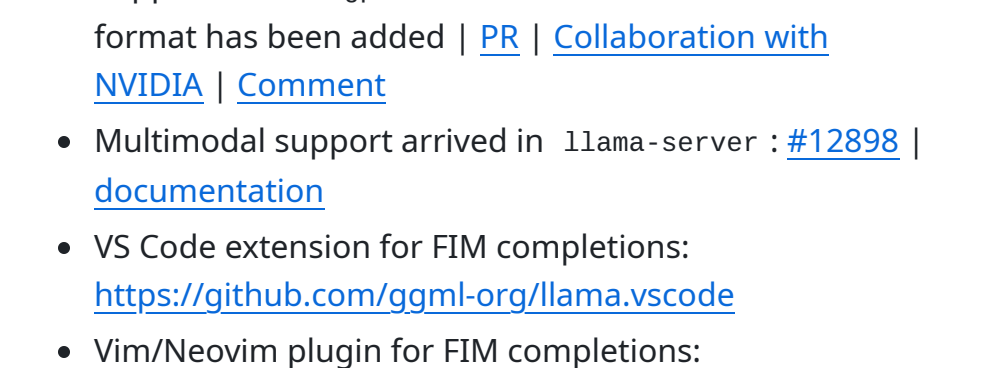 format has been added | PR | Collaboration with
NVIDIA | Comment
Multimodal support arrived in llama-server : #12898 |
documentation
VS Code extension for FIM completions:
https://github.com/ggml-org/llama.vscode
Vim/Neovim plugin for FIM completions: